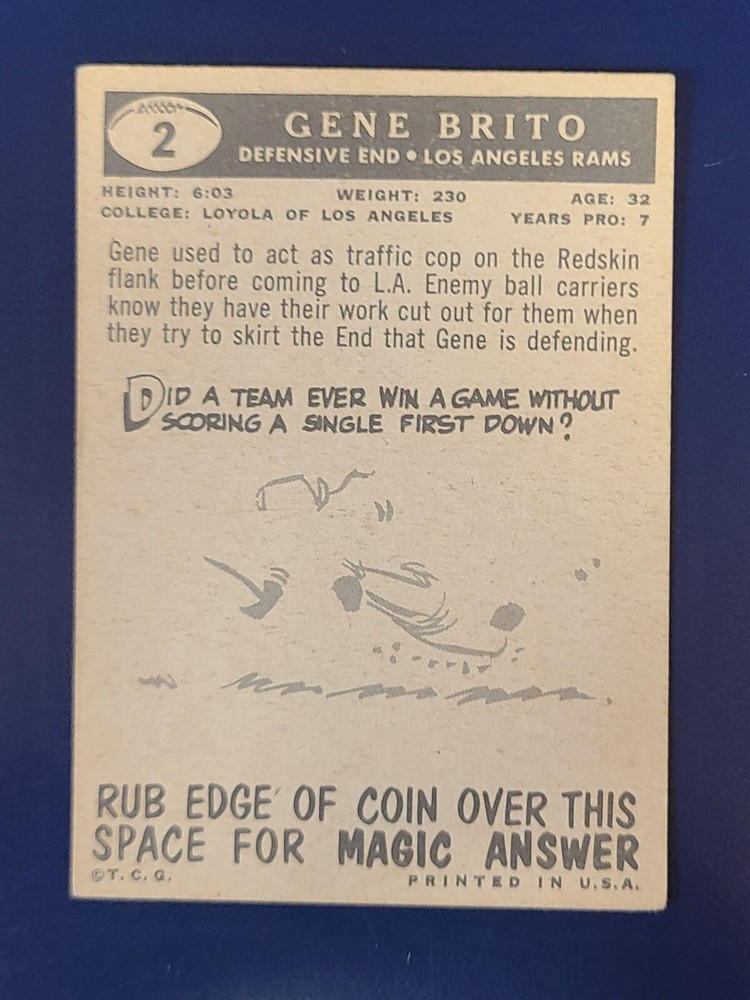 2
GENE BRITO
DEFENSIVE END • LOS ANGELES RAMS
HEIGHT: 6:03 WEIGHT: 230 AGE: 32
COLLEGE: LOYOLA OF LOS ANGELES YEARS PRO: 7
Gene used to act as traffic cop on the Redskin
flank before coming to L.A. Enemy ball carriers
know they have their work cut out for them when
they try to skirt the End that Gene is defending.
DID A TEAM EVER WIN A GAME WITHOUT
SCORING A SINGLE FIRST DOWN?
RUB EDGE OF COIN OVER THIS
SPACE FOR MAGIC ANSWER
©T.C.G. PRINTED IN U.S.A.